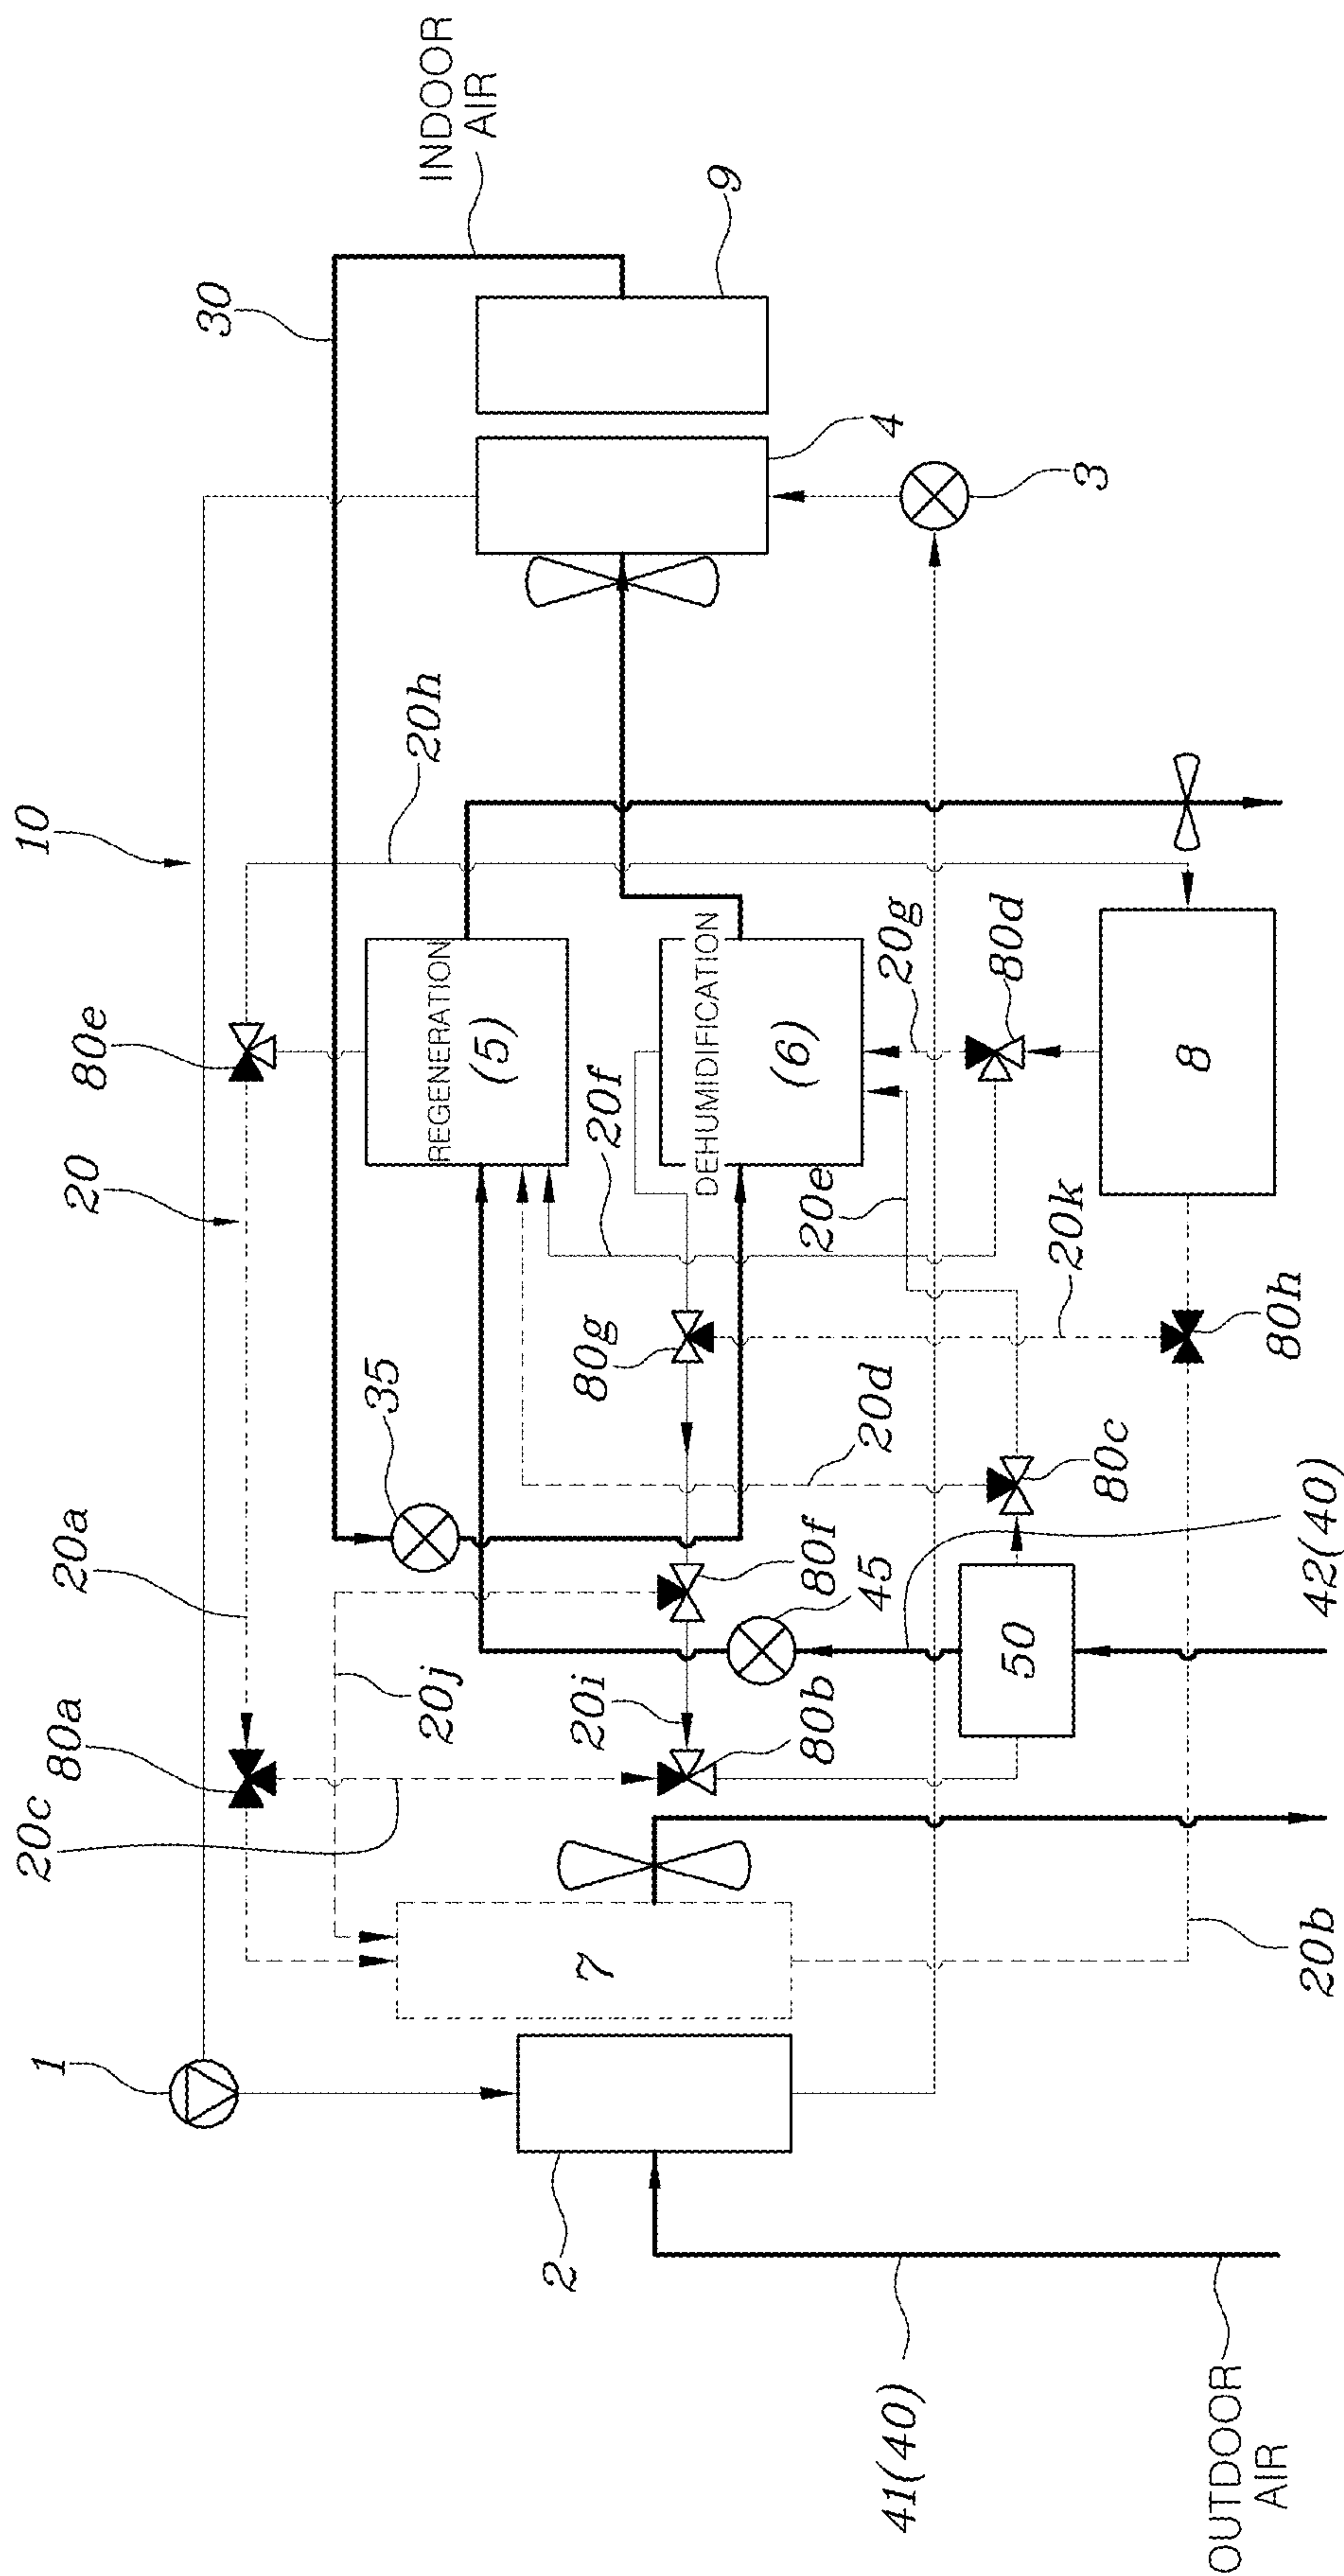 INDOOR
AIR
30
9
4
3
10
20h
80e
20
REGENERATION
(5)
20f
DEHUMIDIFICATION
(6)
20g
80d
8
20e
20k
80h
80g
35
20d
80c
42(40)
20a
80a
20j
80f
45
20i
80b
50
20c
7
20b
1
2
41(40)
OUTDOOR
AIR